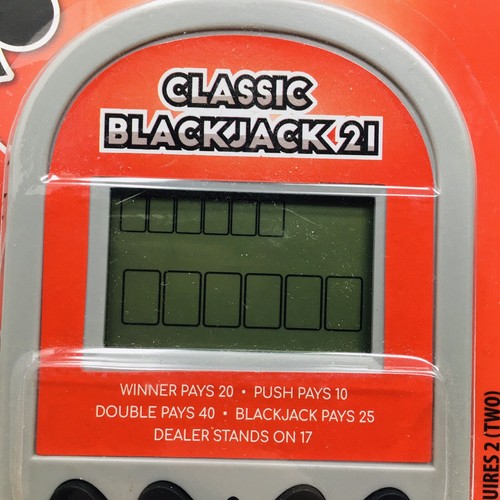 CLASSIC
BLACKJACK 21
WINNER PAYS 20 • PUSH PAYS 10
DOUBLE PAYS 40 • BLACKJACK PAYS 25
DEALER STANDS ON 17
2 (TWO)